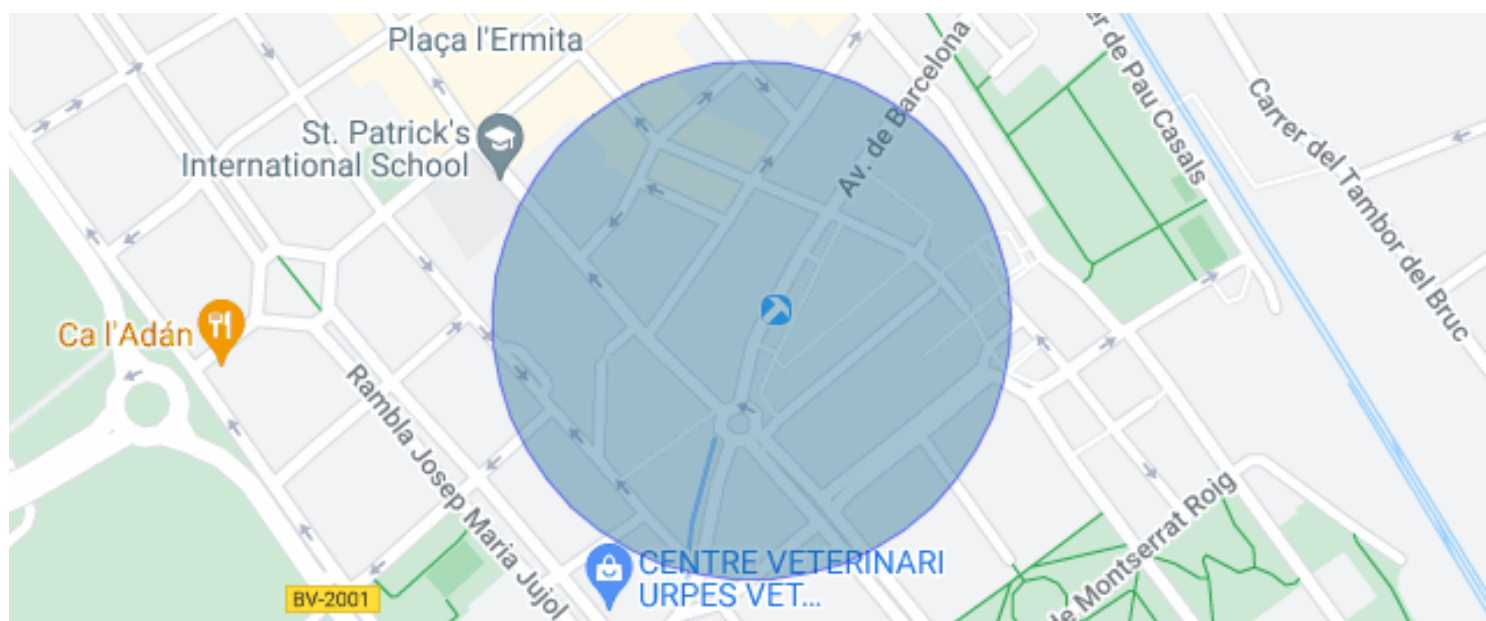 Plaça l'Ermita
St. Patrick's
International School
Av. de Barcelona
er de Pau Casals
Carrer del Tambor del Bruc
Ca l'Adán
Rambla Josep Maria Jujol
BV-2001
CENTRE VETERINARI
URPES VET...
de Montserrat Roig